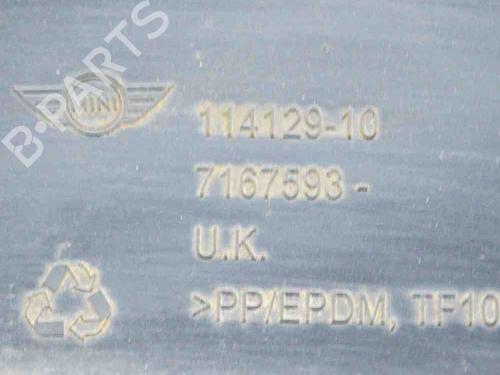 B-PARTS
MINI
114129-10
7167593 -
U.K.
>PP/EPDM, TF10